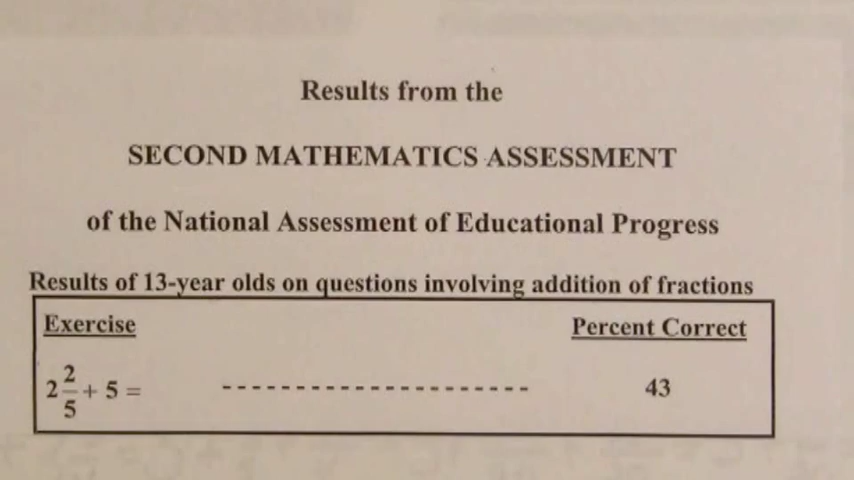 Results from the
SECOND MATHEMATICS ASSESSMENT
of the National Assessment of Educational Progress
Results of 13-year olds on questions involving addition of fractions
Exercise Percent Correct
2 2/5 + 5 = --------------------- 43